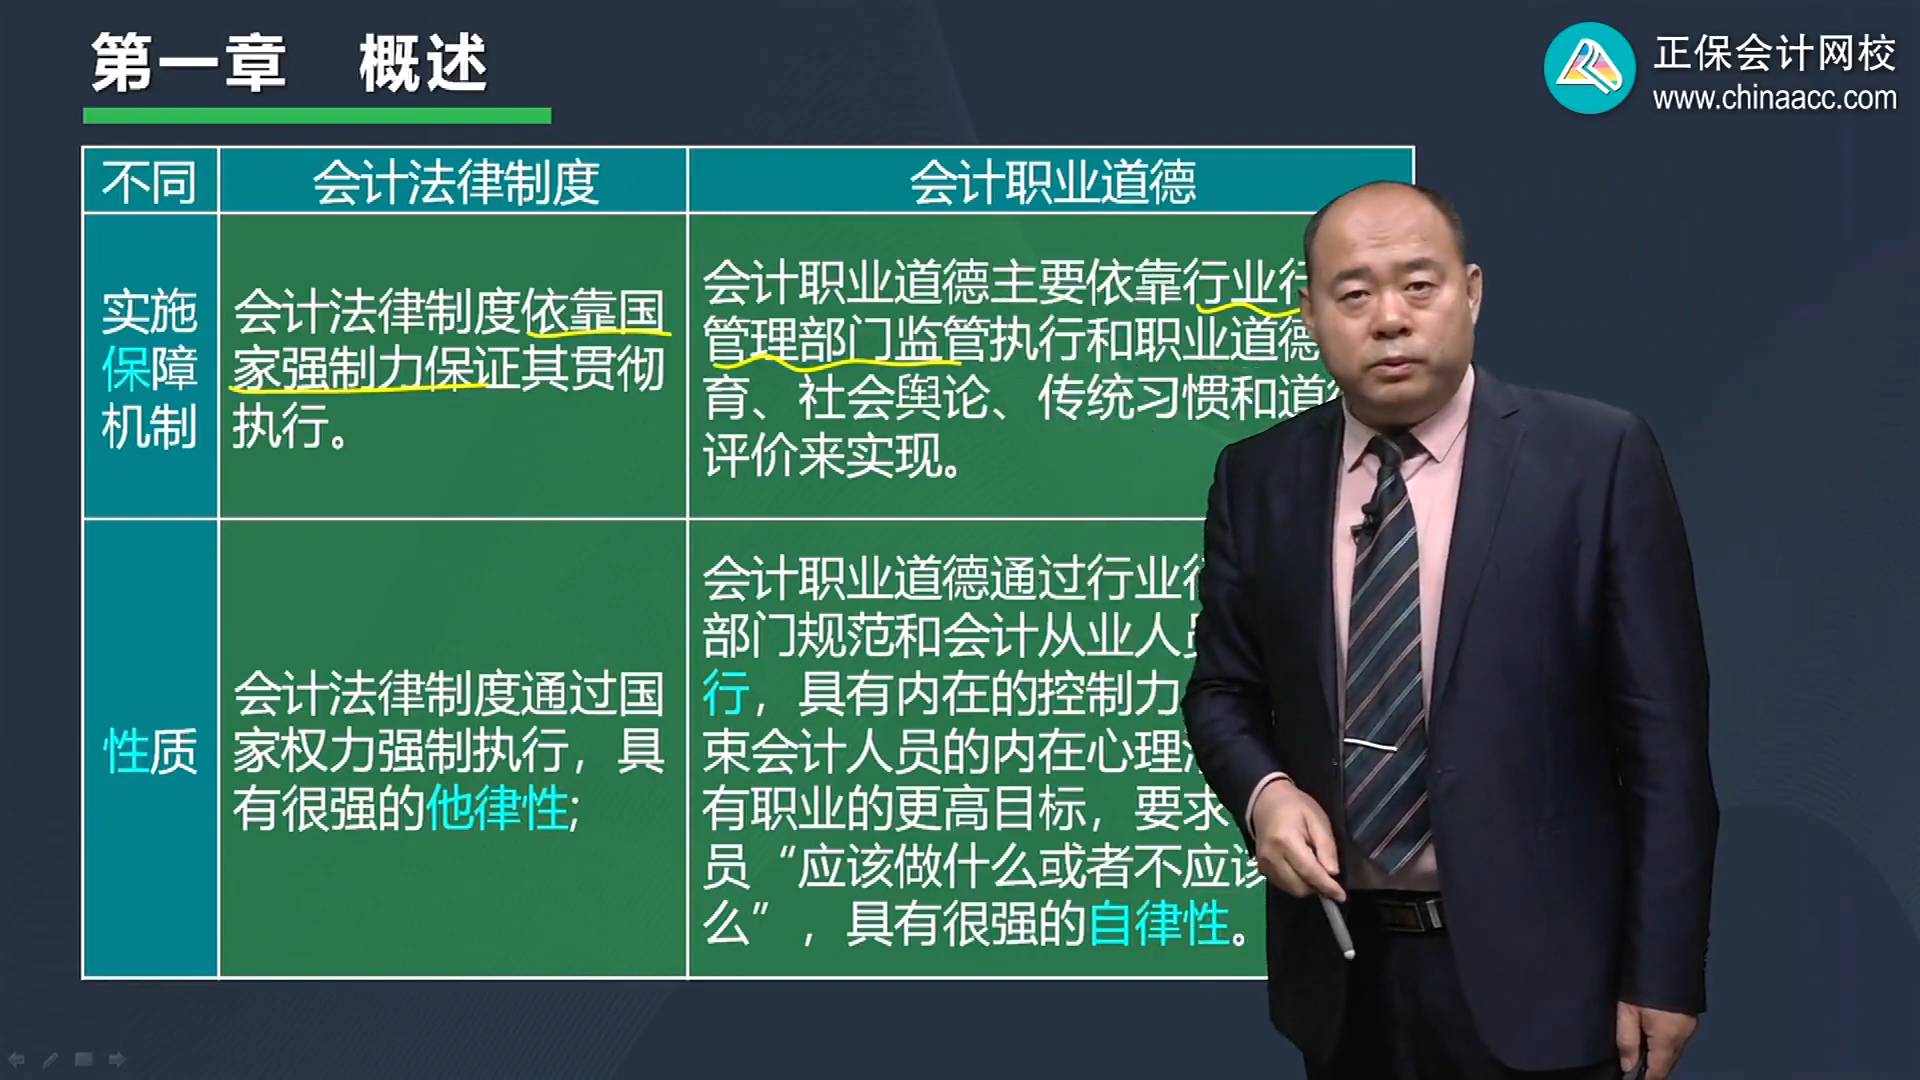 第一章 概述
正保会计网校
www.chinaacc.com
不同
会计法律制度
会计职业道德
实施
保障
机制
会计法律制度依靠国
家强制力保证其贯彻
执行。
会计职业道德主要依靠行业行
管理部门监管执行和职业道德
育、社会舆论、传统习惯和道
评价来实现。
性质
会计法律制度通过国
家权力强制执行，具
有很强的他律性;
会计职业道德通过行业
部门规范和会计从业人
行，具有内在的控制力
束会计人员的内在心理
有职业的更高目标，要求
员“应该做什么或者不应该
么”，具有很强的自律性。